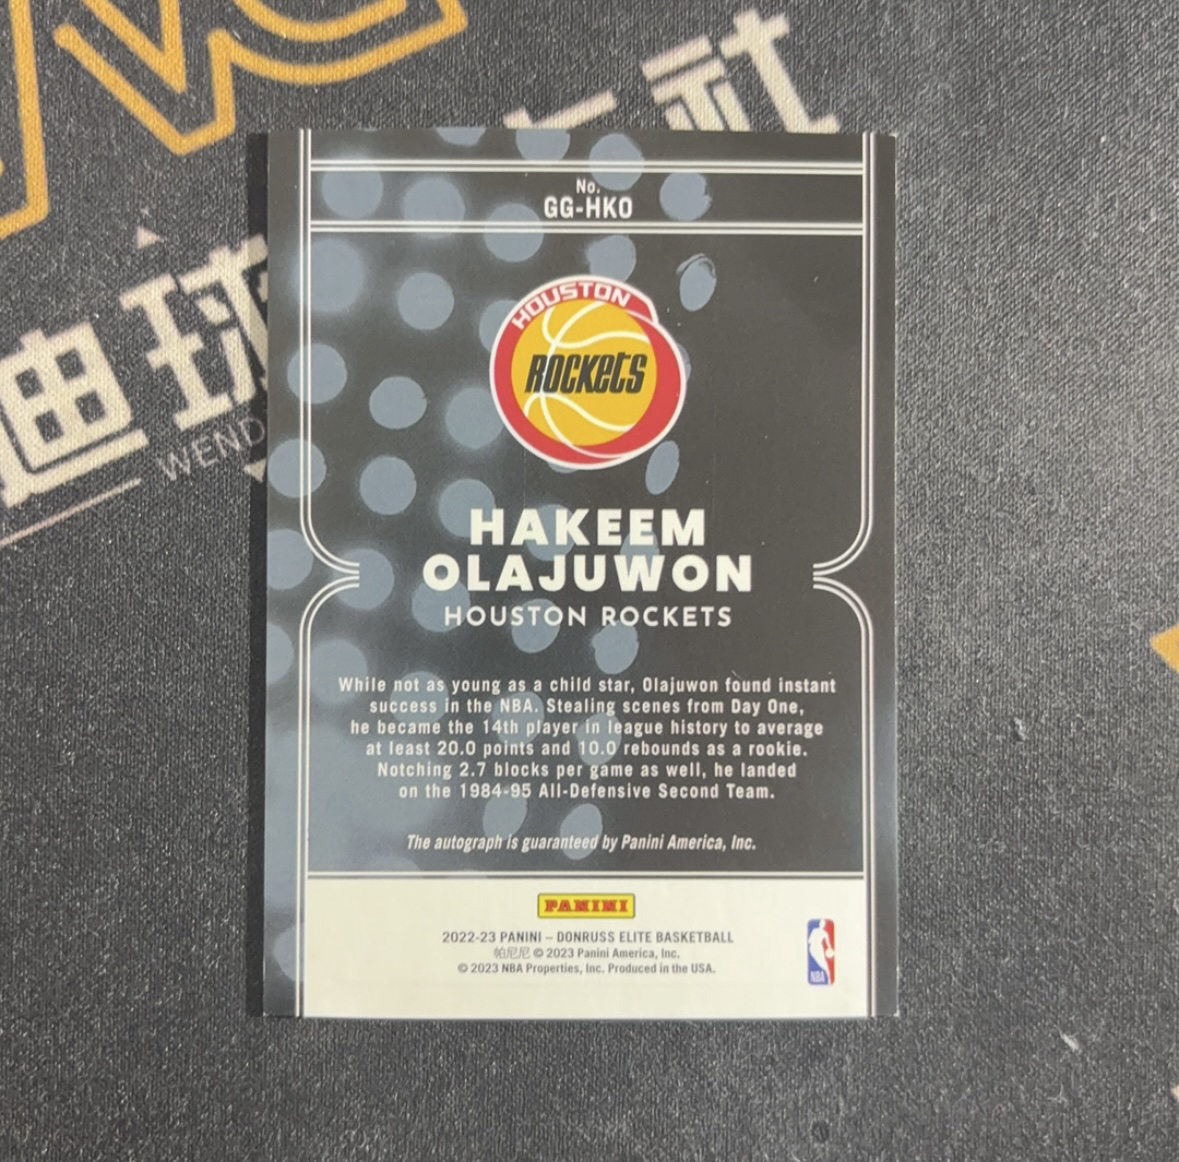 社
No.
GG-HKO
HOUSTON
ROCKETS
迪球
WEND
HAKEEM
OLAJUWON
HOUSTON ROCKETS
While not as young as a child star, Olajuwon found instant
success in the NBA. Stealing scenes from Day One,
he became the 14th player in league history to average
at least 20.0 points and 10.0 rebounds as a rookie.
Notching 2.7 blocks per game as well, he landed
on the 1984-95 All-Defensive Second Team.
The autograph is guaranteed by Panini America, Inc.
PANINI
2022-23 PANINI – DONRUSS ELITE BASKETBALL
帕尼尼 © 2023 Panini America, Inc.
© 2023 NBA Properties, Inc. Produced in the USA.
NBA